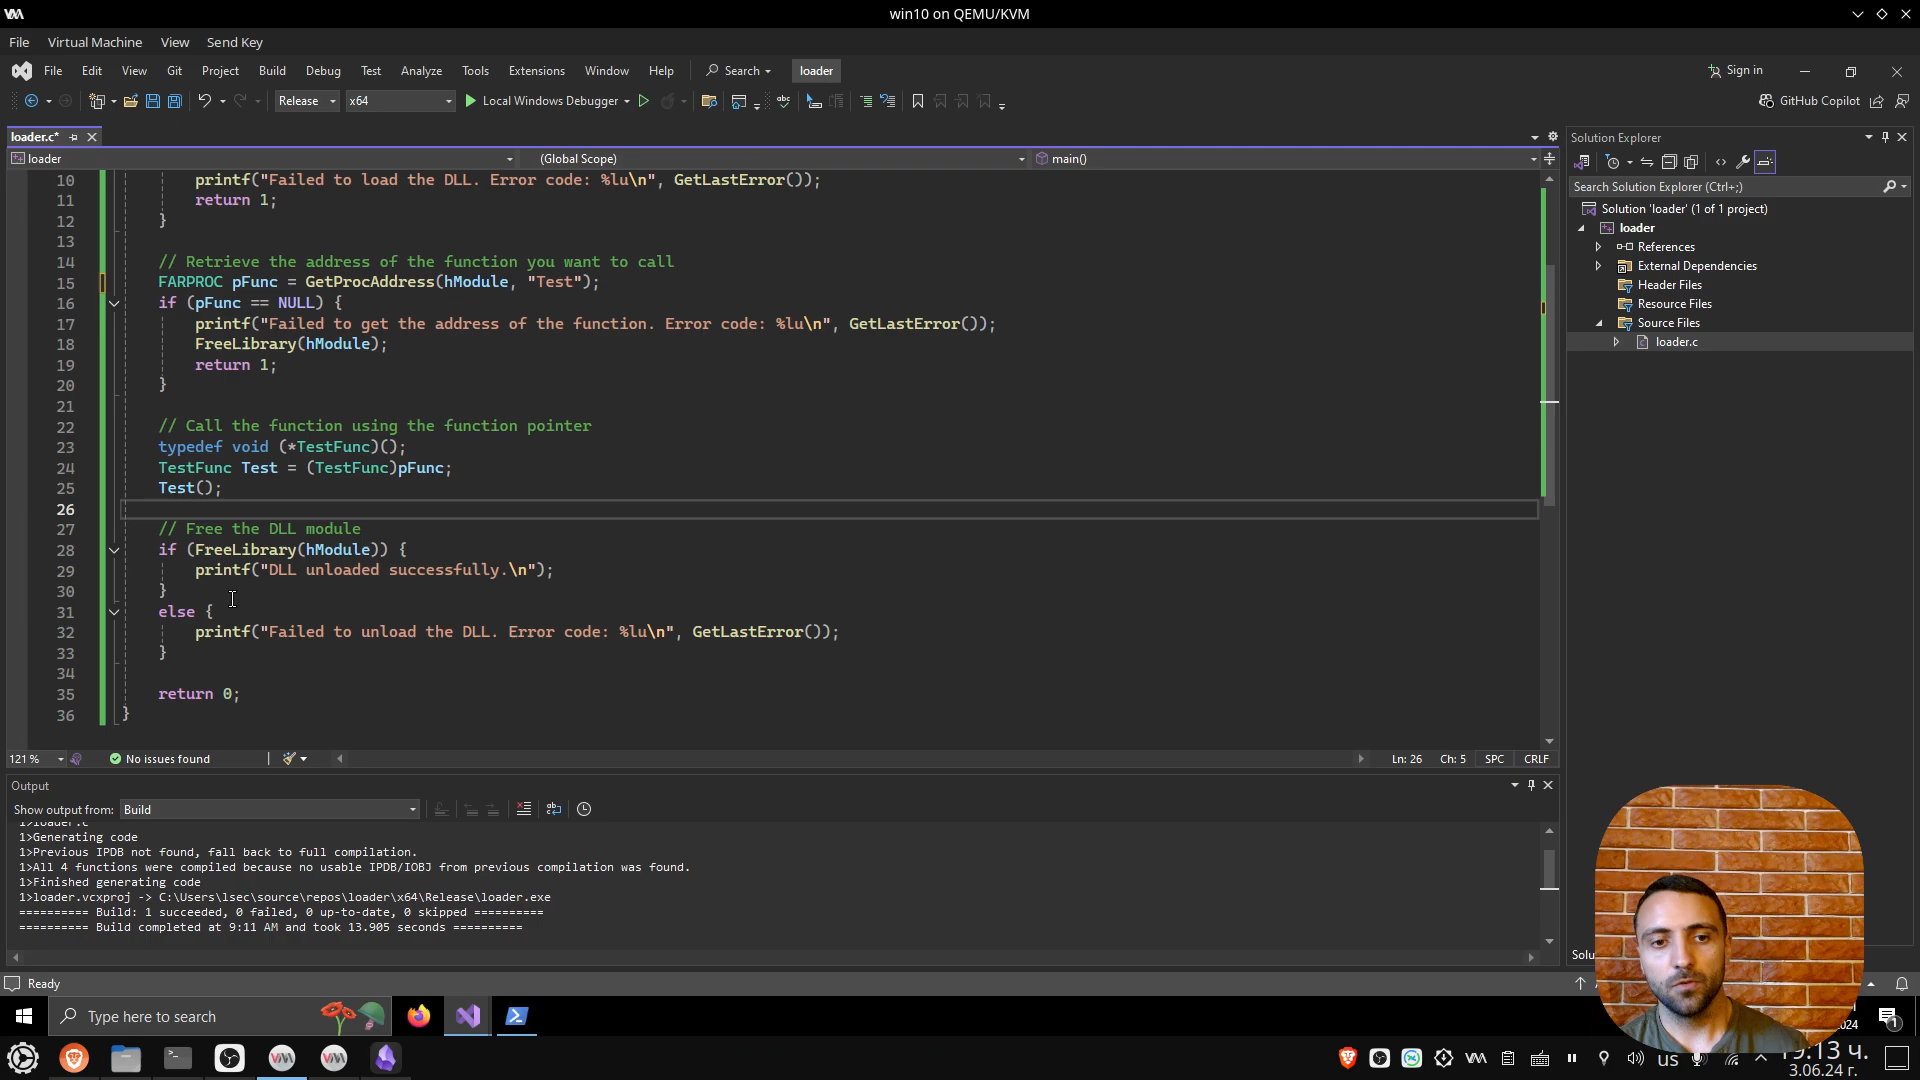 win10 on QEMU/KVM
File Virtual Machine View Send Key
File Edit View Git Project Build Debug Test Analyze Tools Extensions Window Help Search loader Sign in
Release x64 Local Windows Debugger GitHub Copilot
loader.c*
loader (Global Scope) main()
10 printf("Failed to load the DLL. Error code: %lu\n", GetLastError());
11 return 1;
12 }
13
14 // Retrieve the address of the function you want to call
15 FARPROC pFunc = GetProcAddress(hModule, "Test");
16 if (pFunc == NULL) {
17 printf("Failed to get the address of the function. Error code: %lu\n", GetLastError());
18 FreeLibrary(hModule);
19 return 1;
20 }
21
22 // Call the function using the function pointer
23 typedef void (*TestFunc)();
24 TestFunc Test = (TestFunc)pFunc;
25 Test();
26
27 // Free the DLL module
28 if (FreeLibrary(hModule)) {
29 printf("DLL unloaded successfully.\n");
30 }
31 else {
32 printf("Failed to unload the DLL. Error code: %lu\n", GetLastError());
33 }
34
35 return 0;
36 }
121 % No issues found Ln: 26 Ch: 5 SPC CRLF
Solution Explorer
Search Solution Explorer (Ctrl+;)
Solution 'loader' (1 of 1 project)
loader
References
External Dependencies
Header Files
Resource Files
Source Files
loader.c
Output
Show output from: Build
1>loader.c
1>Generating code
1>Previous IPDB not found, fall back to full compilation.
1>All 4 functions were compiled because no usable IPDB/IOBJ from previous compilation was found.
1>Finished generating code
1>loader.vcxproj -> C:\Users\lsec\source\repos\loader\x64\Release\loader.exe
========== Build: 1 succeeded, 0 failed, 0 up-to-date, 0 skipped ==========
========== Build completed at 9:11 AM and took 13.905 seconds ==========
Solu
Ready
Type here to search
2024
1
us
19:13 ч.
3.06.24 г.